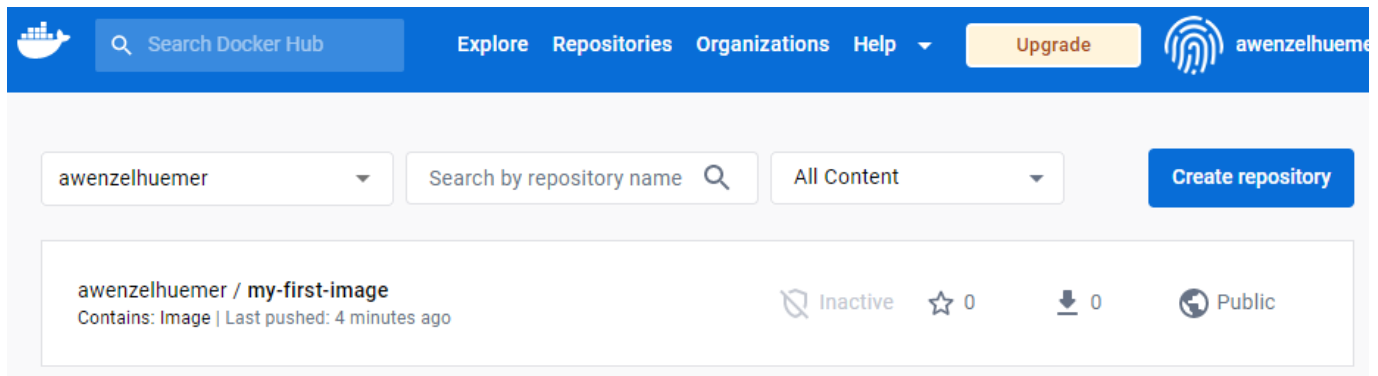 Search Docker Hub Explore Repositories Organizations Help Upgrade awenzelhueme
awenzelhuemer Search by repository name All Content Create repository
awenzelhuemer / my-first-image
Contains: Image | Last pushed: 4 minutes ago
Inactive 0 0 Public